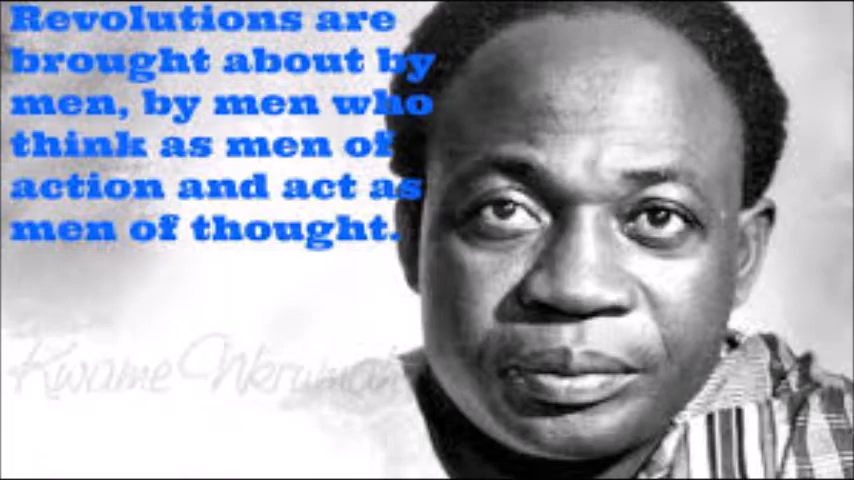 Revolutions are
brought about by
men, by men who
think as men of
action and act as
men of thought.
Kwame Nkrumah